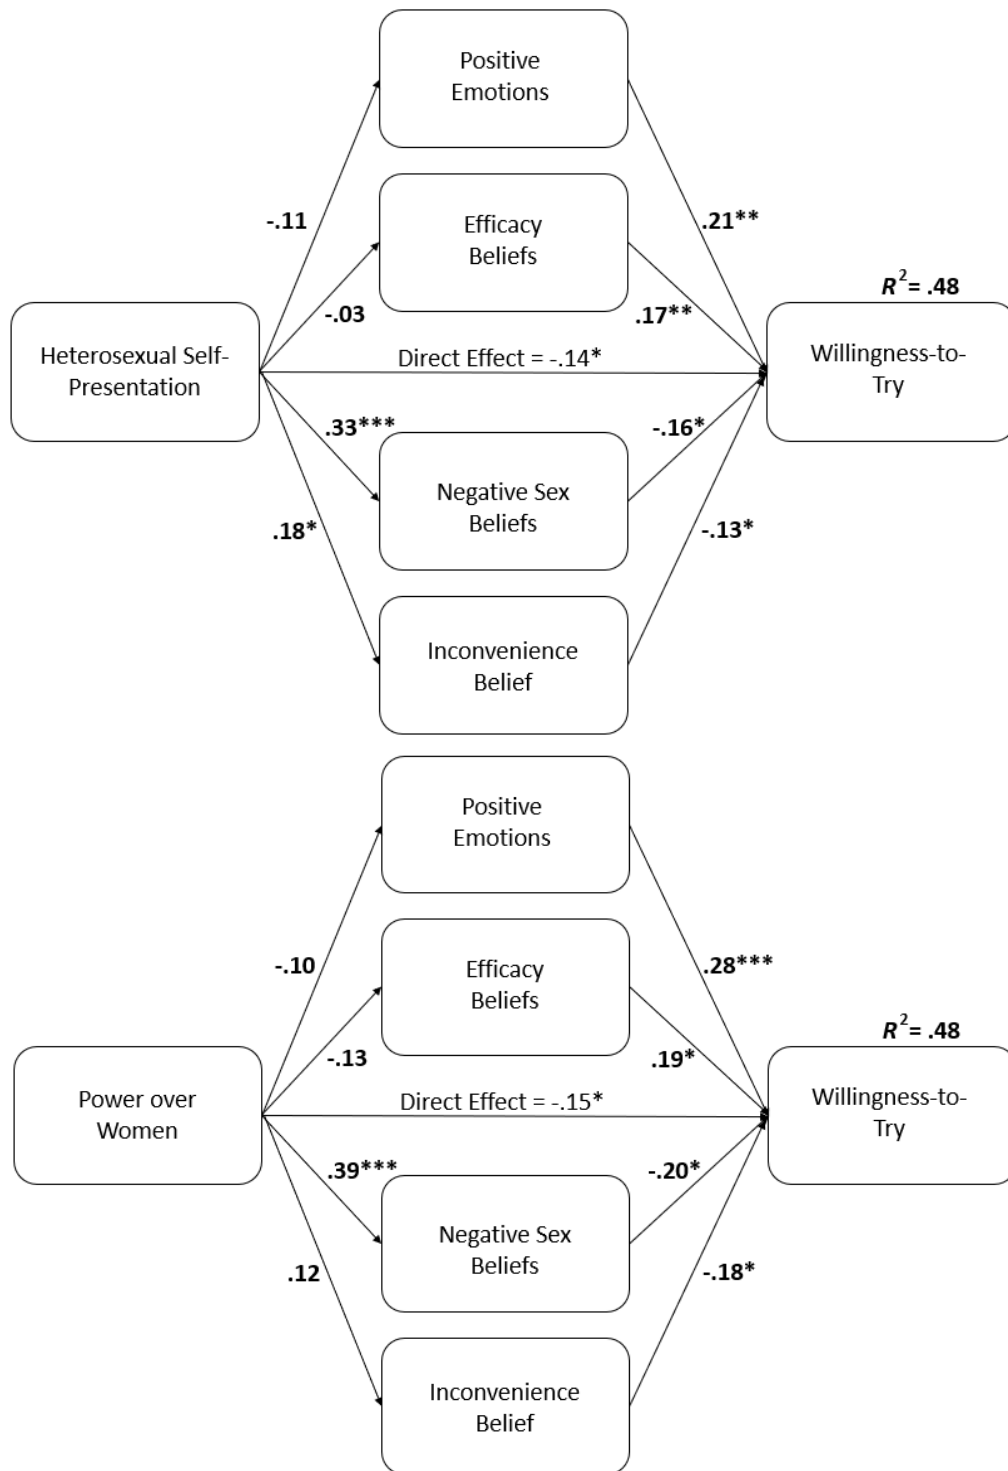 Positive
Emotions
-.11
.21**
Efficacy
Beliefs
-.03
.17**
R²= .48
Heterosexual Self-
Presentation
Direct Effect = -.14*
Willingness-to-
Try
.33***
-.16*
Negative Sex
Beliefs
.18*
-.13*
Inconvenience
Belief
Positive
Emotions
-.10
.28***
Efficacy
Beliefs
-.13
.19*
R²= .48
Power over
Women
Direct Effect = -.15*
Willingness-to-
Try
.39***
-.20*
Negative Sex
Beliefs
.12
-.18*
Inconvenience
Belief